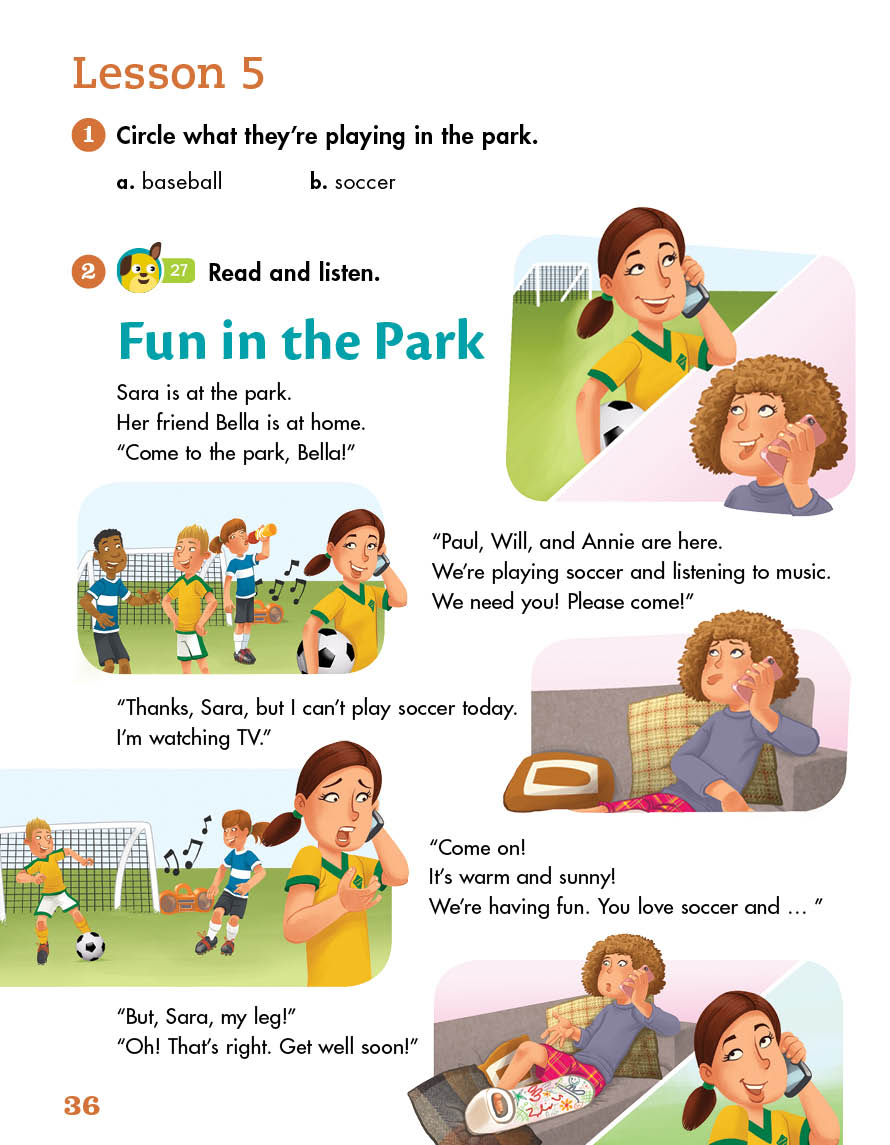 Lesson 5
1 Circle what they’re playing in the park.
a. baseball b. soccer
2 27 Read and listen.
Fun in the Park
Sara is at the park.
Her friend Bella is at home.
“Come to the park, Bella!”
“Paul, Will, and Annie are here.
We’re playing soccer and listening to music.
We need you! Please come!”
“Thanks, Sara, but I can’t play soccer today.
I’m watching TV.”
“Come on!
It’s warm and sunny!
We’re having fun. You love soccer and … ”
“But, Sara, my leg!”
“Oh! That’s right. Get well soon!”
36